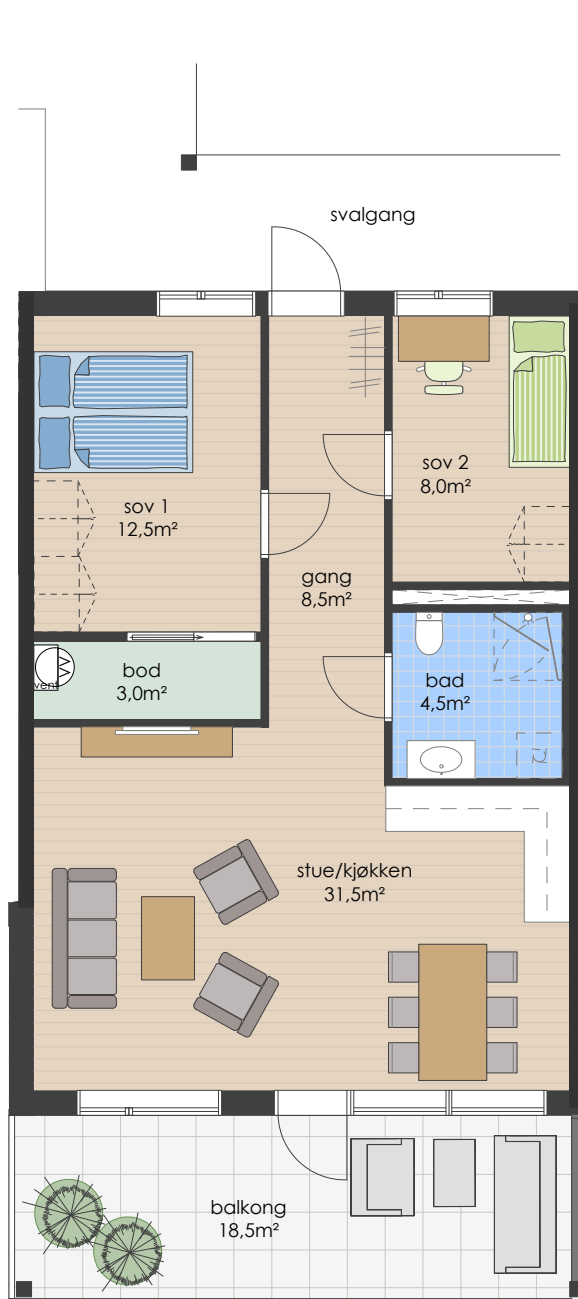 svalgang
sov 2
8,0m²
sov 1
12,5m²
gang
8,5m²
bod
3,0m²
vent
bad
4,5m²
stue/kjøkken
31,5m²
balkong
18,5m²